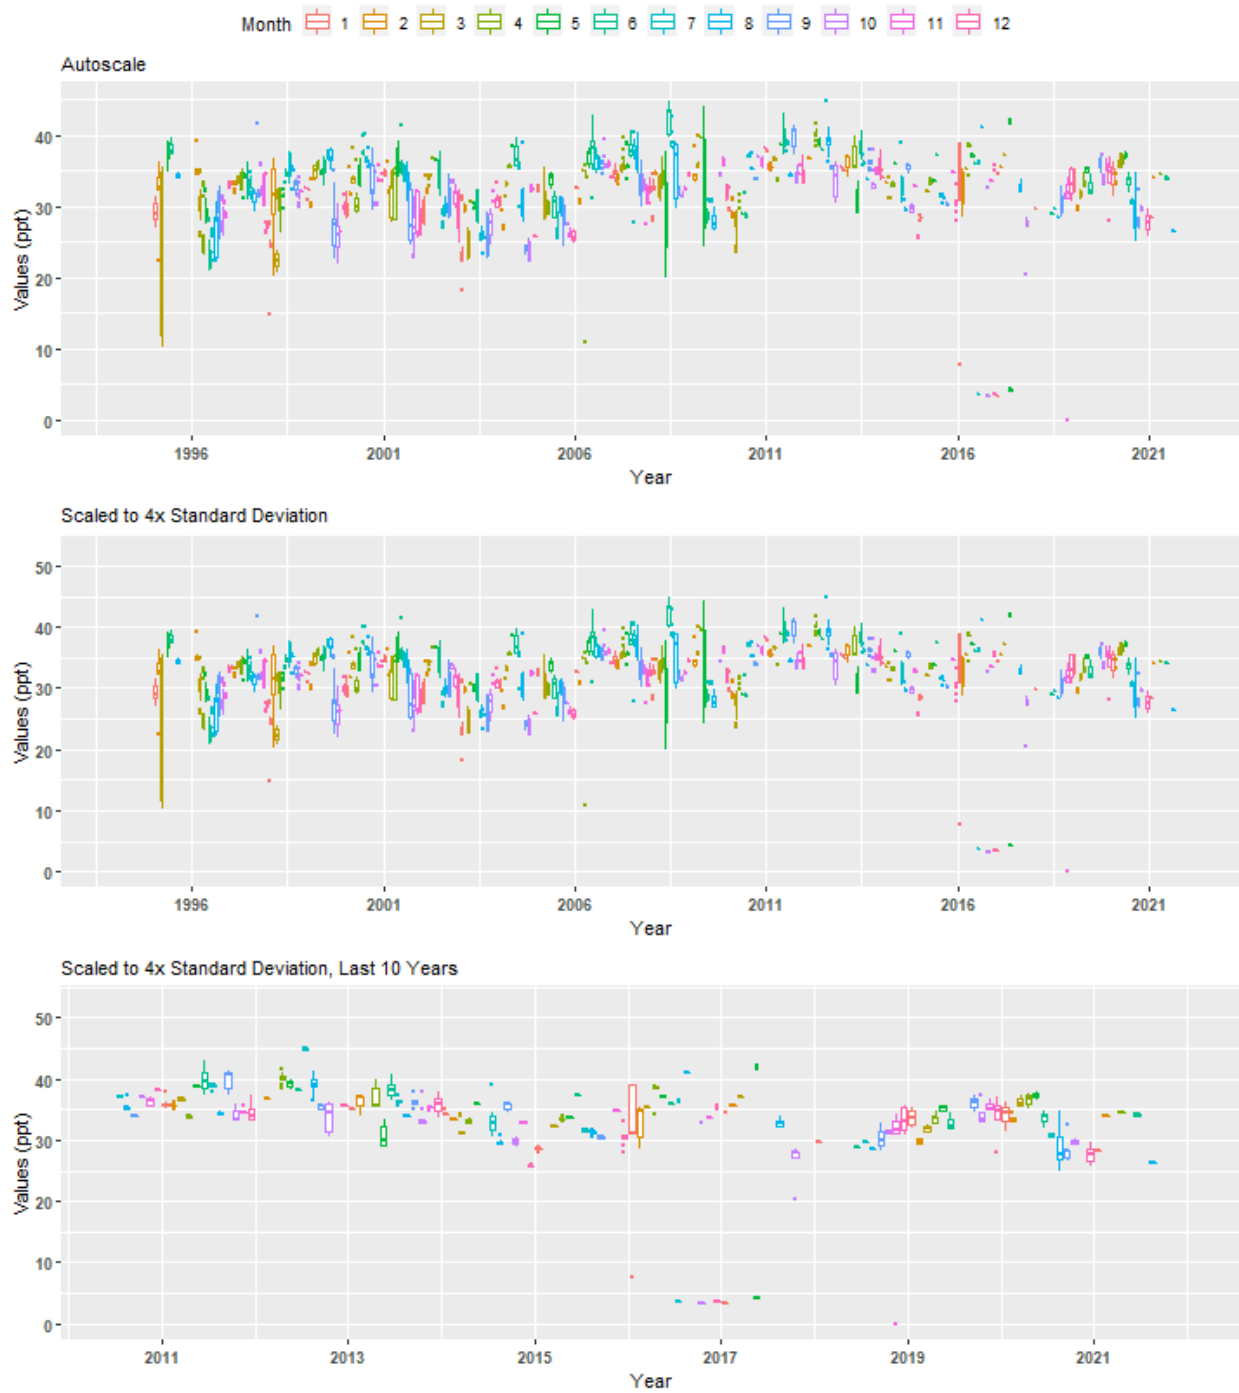 Month 1 2 3 4 5 6 7 8 9 10 11 12
Autoscale
40
30
20
10
0
Values (ppt)
1996 2001 2006 2011 2016 2021
Year
Scaled to 4x Standard Deviation
50
40
30
20
10
0
Values (ppt)
1996 2001 2006 2011 2016 2021
Year
Scaled to 4x Standard Deviation, Last 10 Years
50
40
30
20
10
0
Values (ppt)
2011 2013 2015 2017 2019 2021
Year